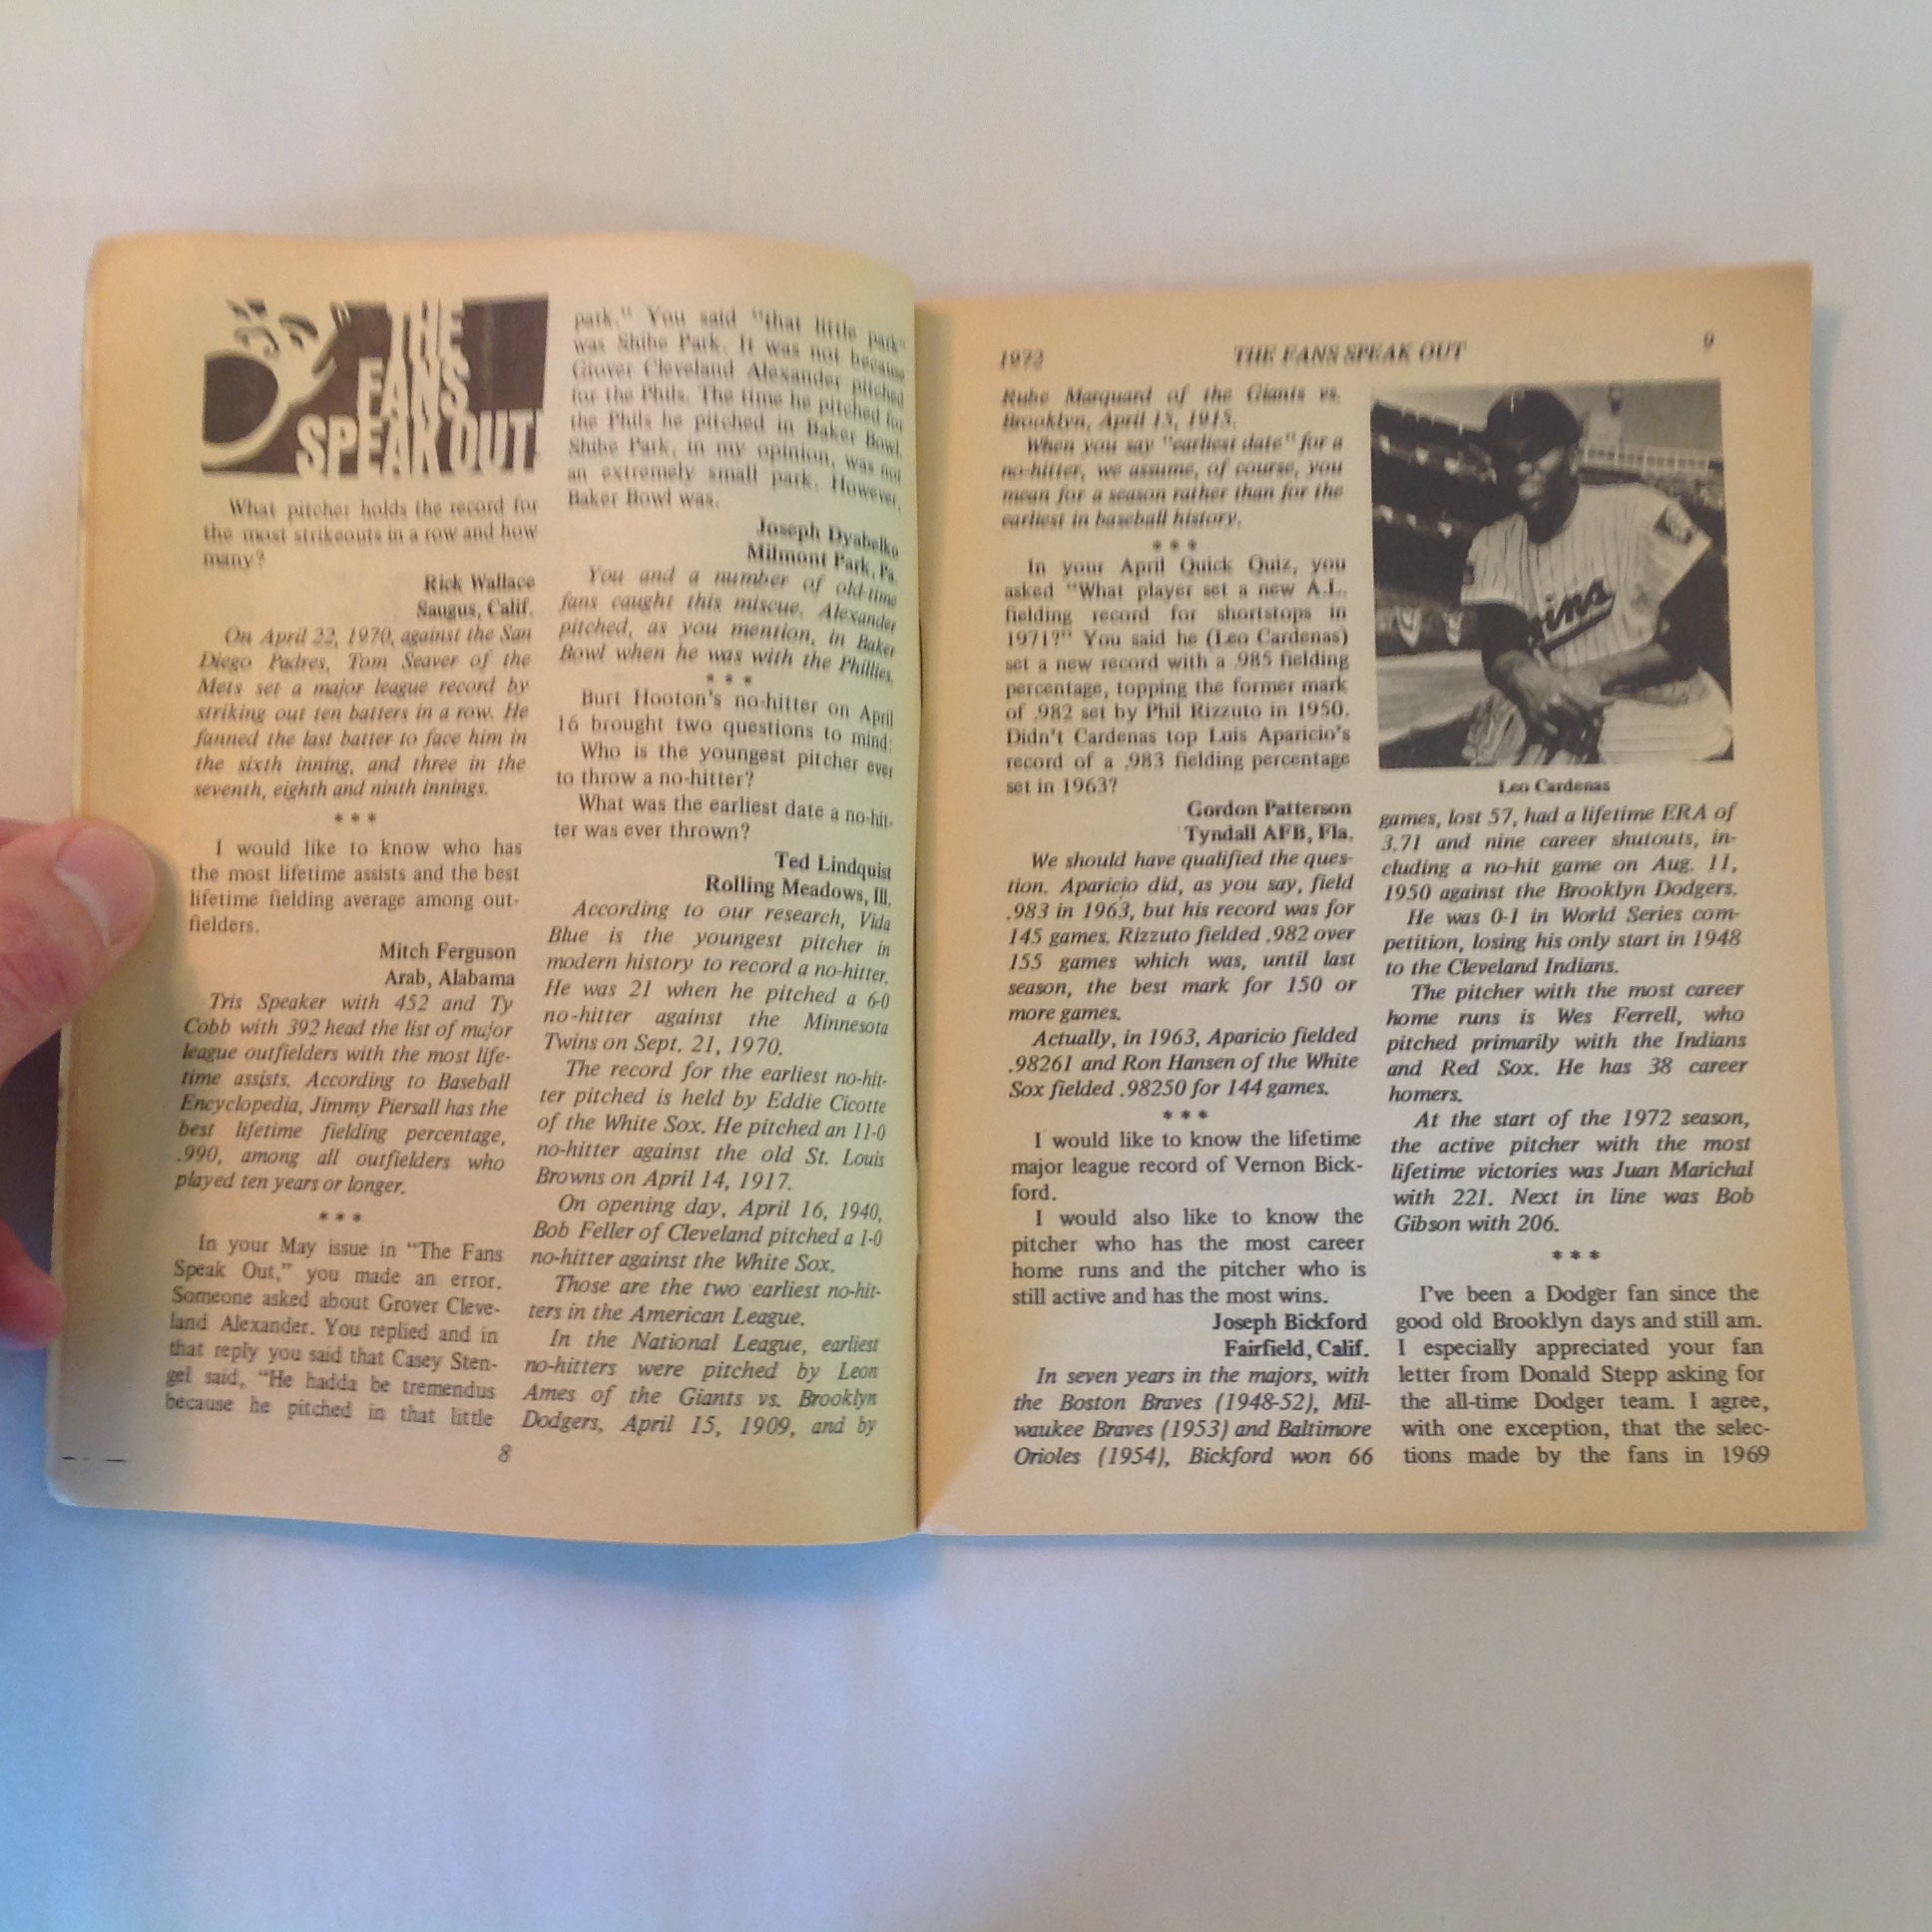 THE
FANS
SPEAK OUT!
What pitcher holds the record for
the most strikeouts in a row and how
many?
Rick Wallace
Saugus, Calif.
On April 22, 1970, against the San
Diego Padres, Tom Seaver of the
Mets set a major league record by
striking out ten batters in a row. He
fanned the last batter to face him in
the sixth inning, and three in the
seventh, eighth and ninth innings.
* * *
I would like to know who has
the most lifetime assists and the best
lifetime fielding average among out-
fielders.
Mitch Ferguson
Arab, Alabama
Tris Speaker with 452 and Ty
Cobb with 392 head the list of major
league outfielders with the most life-
time assists. According to Baseball
Encyclopedia, Jimmy Piersall has the
best lifetime fielding percentage,
.990, among all outfielders who
played ten years or longer.
* * *
In your May issue in "The Fans
Speak Out," you made an error.
Someone asked about Grover Cleve-
land Alexander. You replied and in
that reply you said that Casey Sten-
gel said, "He hadda be tremendus
because he pitched in that little
8
park." You said "that little park"
was Shibe Park. It was not because
Grover Cleveland Alexander pitched
for the Phils. The time he pitched for
the Phils he pitched in Baker Bowl.
Shibe Park, in my opinion, was not
an extremely small park. However,
Baker Bowl was.
Joseph Dyabelko
Milmont Park, Pa.
You and a number of old-time
fans caught this miscue. Alexander
pitched, as you mention, in Baker
Bowl when he was with the Phillies.
* * *
Burt Hooton's no-hitter on April
16 brought two questions to mind:
Who is the youngest pitcher ever
to throw a no-hitter?
What was the earliest date a no-hit-
ter was ever thrown?
Ted Lindquist
Rolling Meadows, Ill.
According to our research, Vida
Blue is the youngest pitcher in
modern history to record a no-hitter.
He was 21 when he pitched a 6-0
no-hitter against the Minnesota
Twins on Sept. 21, 1970.
The record for the earliest no-hit-
ter pitched is held by Eddie Cicotte
of the White Sox. He pitched an 11-0
no-hitter against the old St. Louis
Browns on April 14, 1917.
On opening day, April 16, 1940,
Bob Feller of Cleveland pitched a 1-0
no-hitter against the White Sox.
Those are the two earliest no-hit-
ters in the American League.
In the National League, earliest
no-hitters were pitched by Leon
Ames of the Giants vs. Brooklyn
Dodgers, April 15, 1909, and by
1972 THE FANS SPEAK OUT 9
Rube Marquard of the Giants vs.
Brooklyn, April 15, 1915.
When you say "earliest date" for a
no-hitter, we assume, of course, you
mean for a season rather than for the
earliest in baseball history.
* * *
In your April Quick Quiz, you
asked "What player set a new A.L.
fielding record for shortstops in
1971?" You said he (Leo Cardenas)
set a new record with a .985 fielding
percentage, topping the former mark
of .982 set by Phil Rizzuto in 1950.
Didn't Cardenas top Luis Aparicio's
record of a .983 fielding percentage
set in 1963?
Gordon Patterson
Tyndall AFB, Fla.
We should have qualified the ques-
tion. Aparicio did, as you say, field
.983 in 1963, but his record was for
145 games. Rizzuto fielded .982 over
155 games which was, until last
season, the best mark for 150 or
more games.
Actually, in 1963, Aparicio fielded
.98261 and Ron Hansen of the White
Sox fielded .98250 for 144 games.
* * *
I would like to know the lifetime
major league record of Vernon Bick-
ford.
I would also like to know the
pitcher who has the most career
home runs and the pitcher who is
still active and has the most wins.
Joseph Bickford
Fairfield, Calif.
In seven years in the majors, with
the Boston Braves (1948-52), Mil-
waukee Braves (1953) and Baltimore
Orioles (1954), Bickford won 66
wins
Leo Cardenas
games, lost 57, had a lifetime ERA of
3.71 and nine career shutouts, in-
cluding a no-hit game on Aug. 11,
1950 against the Brooklyn Dodgers.
He was 0-1 in World Series com-
petition, losing his only start in 1948
to the Cleveland Indians.
The pitcher with the most career
home runs is Wes Ferrell, who
pitched primarily with the Indians
and Red Sox. He has 38 career
homers.
At the start of the 1972 season,
the active pitcher with the most
lifetime victories was Juan Marichal
with 221. Next in line was Bob
Gibson with 206.
* * *
I've been a Dodger fan since the
good old Brooklyn days and still am.
I especially appreciated your fan
letter from Donald Stepp asking for
the all-time Dodger team. I agree,
with one exception, that the selec-
tions made by the fans in 1969